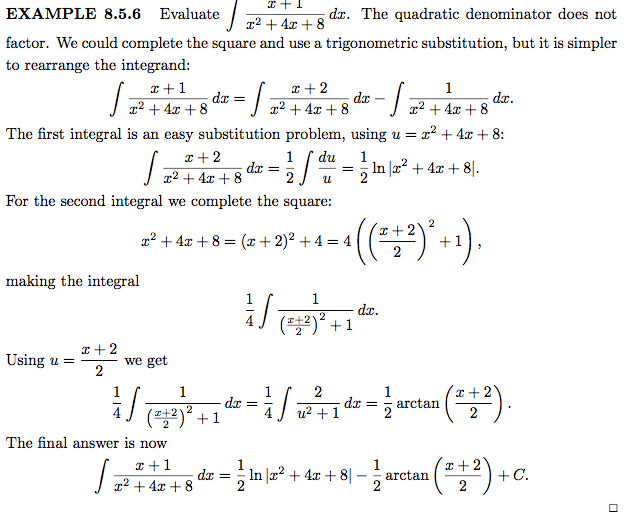 EXAMPLE 8.5.6 Evaluate ∫ (x + 1)/(x² + 4x + 8) dx. The quadratic denominator does not
factor. We could complete the square and use a trigonometric substitution, but it is simpler
to rearrange the integrand:
∫ (x + 1)/(x² + 4x + 8) dx = ∫ (x + 2)/(x² + 4x + 8) dx − ∫ 1/(x² + 4x + 8) dx.
The first integral is an easy substitution problem, using u = x² + 4x + 8:
∫ (x + 2)/(x² + 4x + 8) dx = 1/2 ∫ du/u = 1/2 ln |x² + 4x + 8|.
For the second integral we complete the square:
x² + 4x + 8 = (x + 2)² + 4 = 4 (((x + 2)/2)² + 1),
making the integral
1/4 ∫ 1/(((x+2)/2)² + 1) dx.
Using u = (x + 2)/2 we get
1/4 ∫ 1/(((x+2)/2)² + 1) dx = 1/4 ∫ 2/(u² + 1) dx = 1/2 arctan ((x + 2)/2).
The final answer is now
∫ (x + 1)/(x² + 4x + 8) dx = 1/2 ln |x² + 4x + 8| − 1/2 arctan ((x + 2)/2) + C.
□